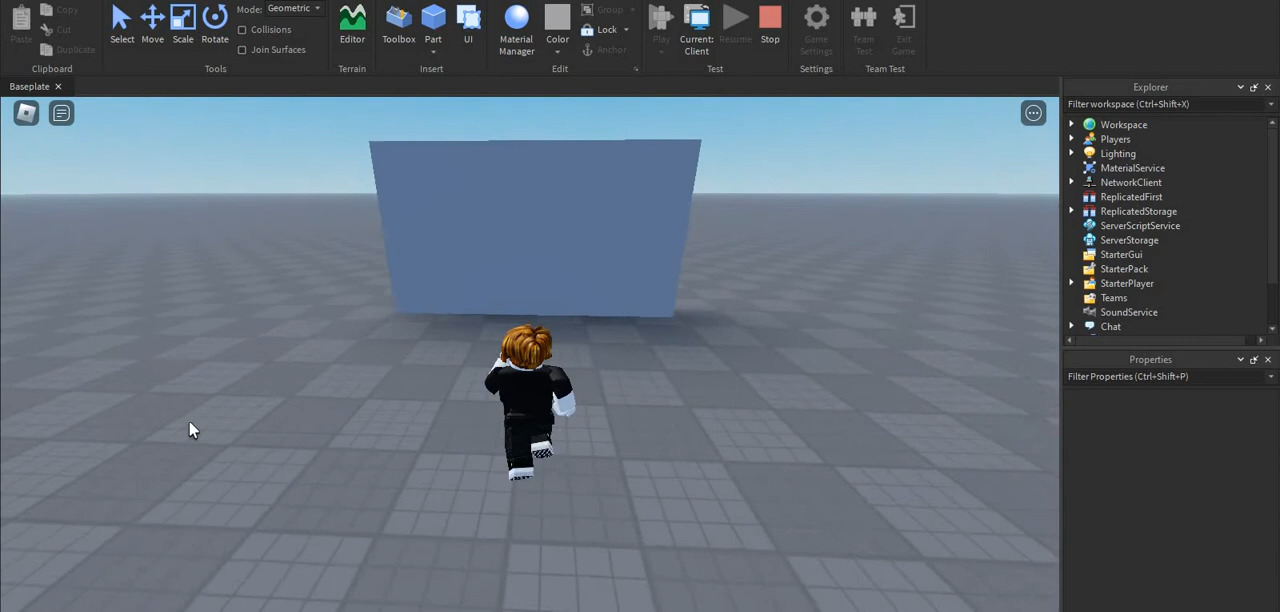 Paste
Copy
Cut
Duplicate
Clipboard
Select
Move
Scale
Rotate
Mode: Geometric
Collisions
Join Surfaces
Tools
Editor
Terrain
Toolbox
Part
UI
Insert
Material
Manager
Color
Group
Lock
Anchor
Edit
Play
Current:
Client
Resume
Stop
Test
Game
Settings
Settings
Team
Test
Exit
Game
Team Test
Baseplate
Explorer
Filter workspace (Ctrl+Shift+X)
Workspace
Players
Lighting
MaterialService
NetworkClient
ReplicatedFirst
ReplicatedStorage
ServerScriptService
ServerStorage
StarterGui
StarterPack
StarterPlayer
Teams
SoundService
Chat
Properties
Filter Properties (Ctrl+Shift+P)